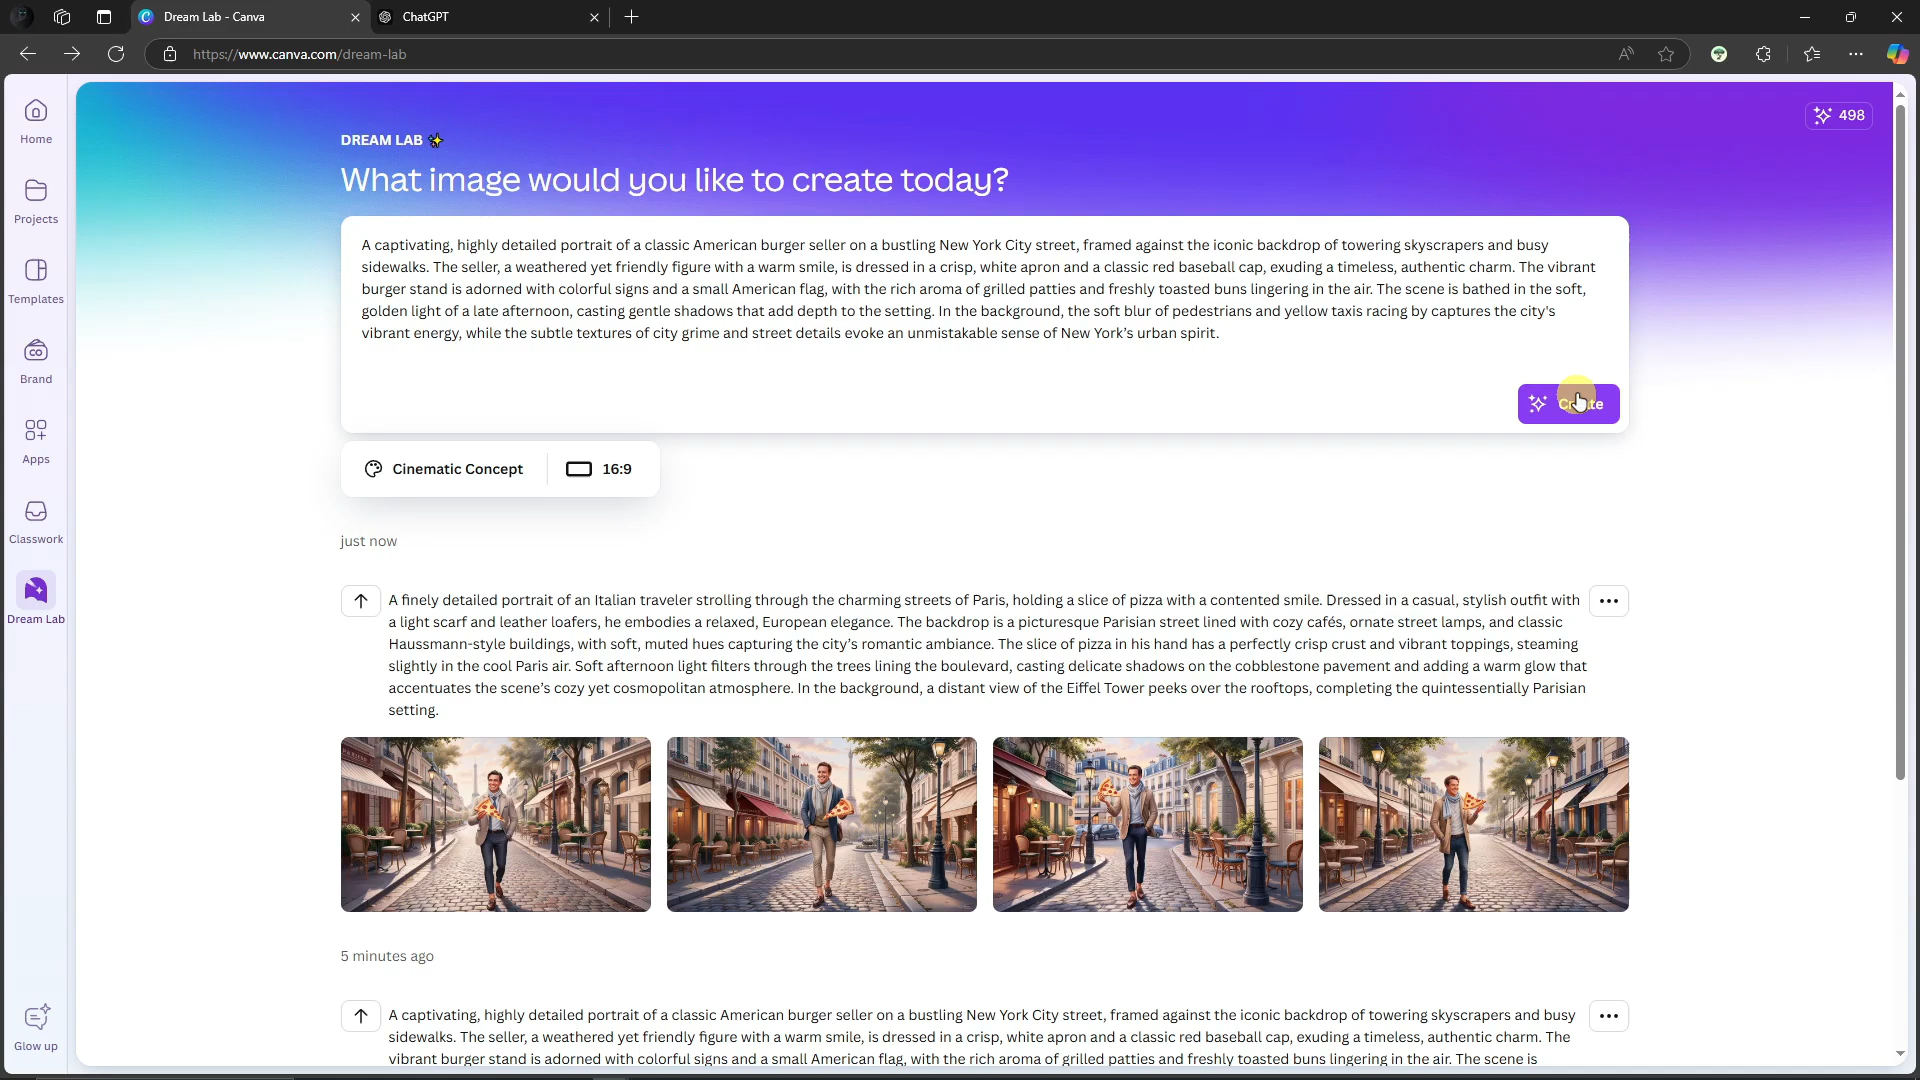 Dream Lab - Canva
ChatGPT
https://www.canva.com/dream-lab
Home
Projects
Templates
Brand
Apps
Classwork
Dream Lab
Glow up
498
DREAM LAB
What image would you like to create today?
A captivating, highly detailed portrait of a classic American burger seller on a bustling New York City street, framed against the iconic backdrop of towering skyscrapers and busy
sidewalks. The seller, a weathered yet friendly figure with a warm smile, is dressed in a crisp, white apron and a classic red baseball cap, exuding a timeless, authentic charm. The vibrant
burger stand is adorned with colorful signs and a small American flag, with the rich aroma of grilled patties and freshly toasted buns lingering in the air. The scene is bathed in the soft,
golden light of a late afternoon, casting gentle shadows that add depth to the setting. In the background, the soft blur of pedestrians and yellow taxis racing by captures the city's
vibrant energy, while the subtle textures of city grime and street details evoke an unmistakable sense of New York's urban spirit.
Create
Cinematic Concept
16:9
just now
A finely detailed portrait of an Italian traveler strolling through the charming streets of Paris, holding a slice of pizza with a contented smile. Dressed in a casual, stylish outfit with
a light scarf and leather loafers, he embodies a relaxed, European elegance. The backdrop is a picturesque Parisian street lined with cozy cafés, ornate street lamps, and classic
Haussmann-style buildings, with soft, muted hues capturing the city's romantic ambiance. The slice of pizza in his hand has a perfectly crisp crust and vibrant toppings, steaming
slightly in the cool Paris air. Soft afternoon light filters through the trees lining the boulevard, casting delicate shadows on the cobblestone pavement and adding a warm glow that
accentuates the scene's cozy yet cosmopolitan atmosphere. In the background, a distant view of the Eiffel Tower peeks over the rooftops, completing the quintessentially Parisian
setting.
5 minutes ago
A captivating, highly detailed portrait of a classic American burger seller on a bustling New York City street, framed against the iconic backdrop of towering skyscrapers and busy
sidewalks. The seller, a weathered yet friendly figure with a warm smile, is dressed in a crisp, white apron and a classic red baseball cap, exuding a timeless, authentic charm. The
vibrant burger stand is adorned with colorful signs and a small American flag, with the rich aroma of grilled patties and freshly toasted buns lingering in the air. The scene is